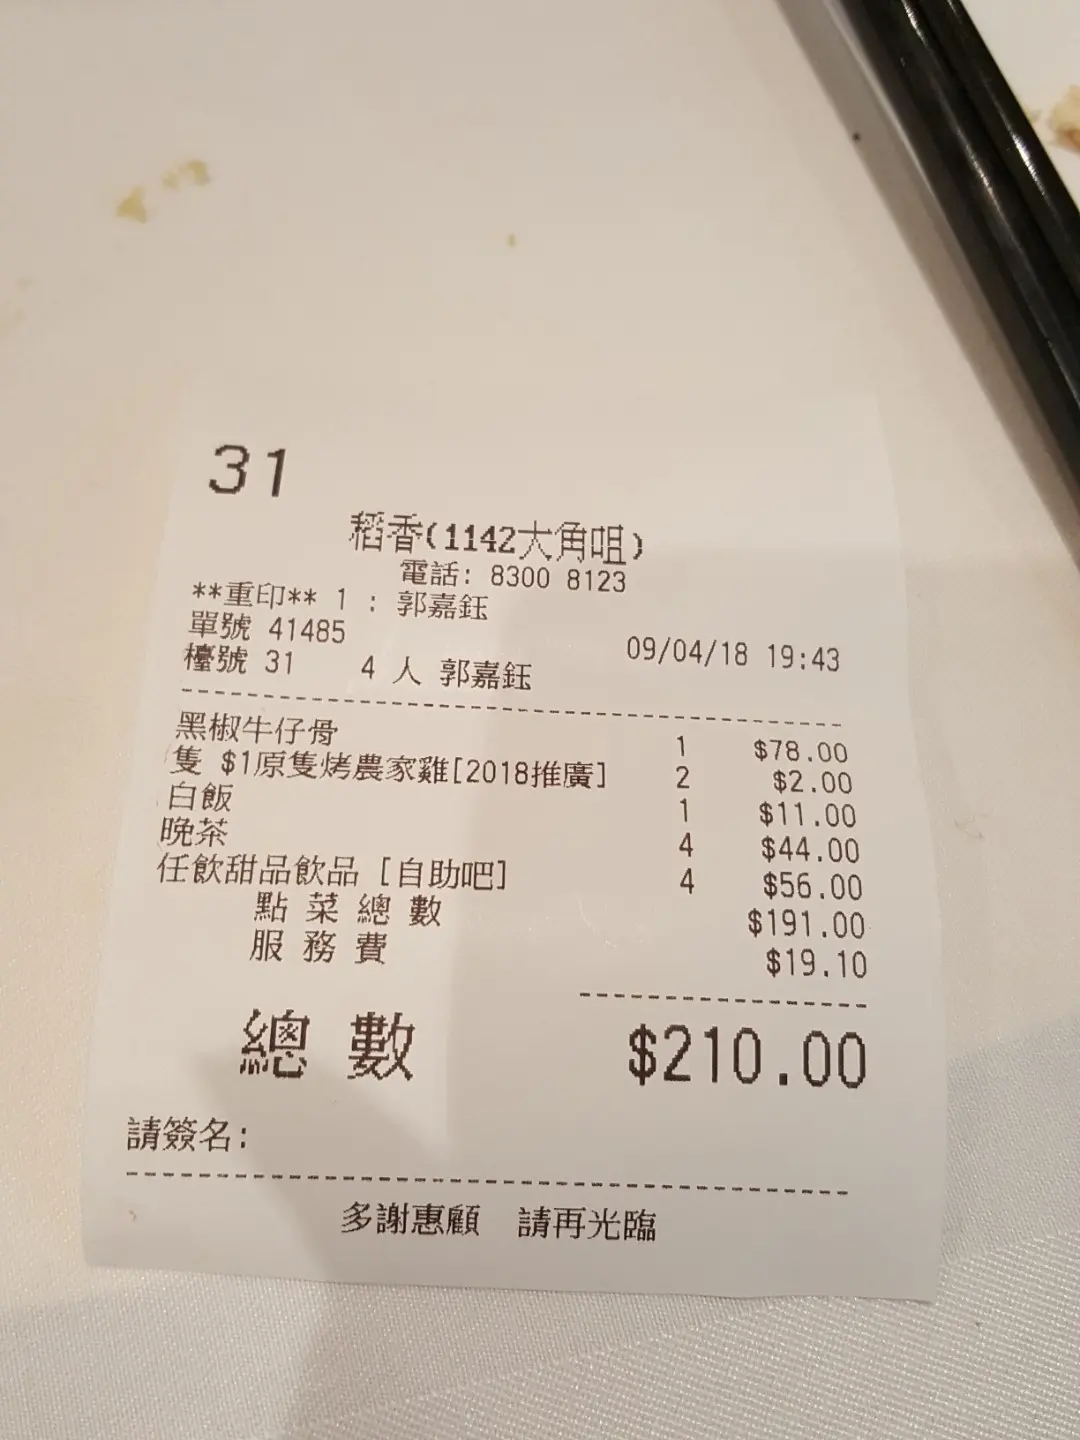 31
稻香(1142大角咀)
電話: 8300 8123
**重印** 1 : 郭嘉鈺
單號 41485 09/04/18 19:43
檯號 31 4 人 郭嘉鈺
黑椒牛仔骨 1 $78.00
隻 $1原隻烤農家雞[2018推廣] 2 $2.00
白飯 1 $11.00
晚茶 4 $44.00
任飲甜品飲品 [自助吧] 4 $56.00
點 菜 總 數 $191.00
服 務 費 $19.10
總 數 $210.00
請簽名:
多謝惠顧 請再光臨